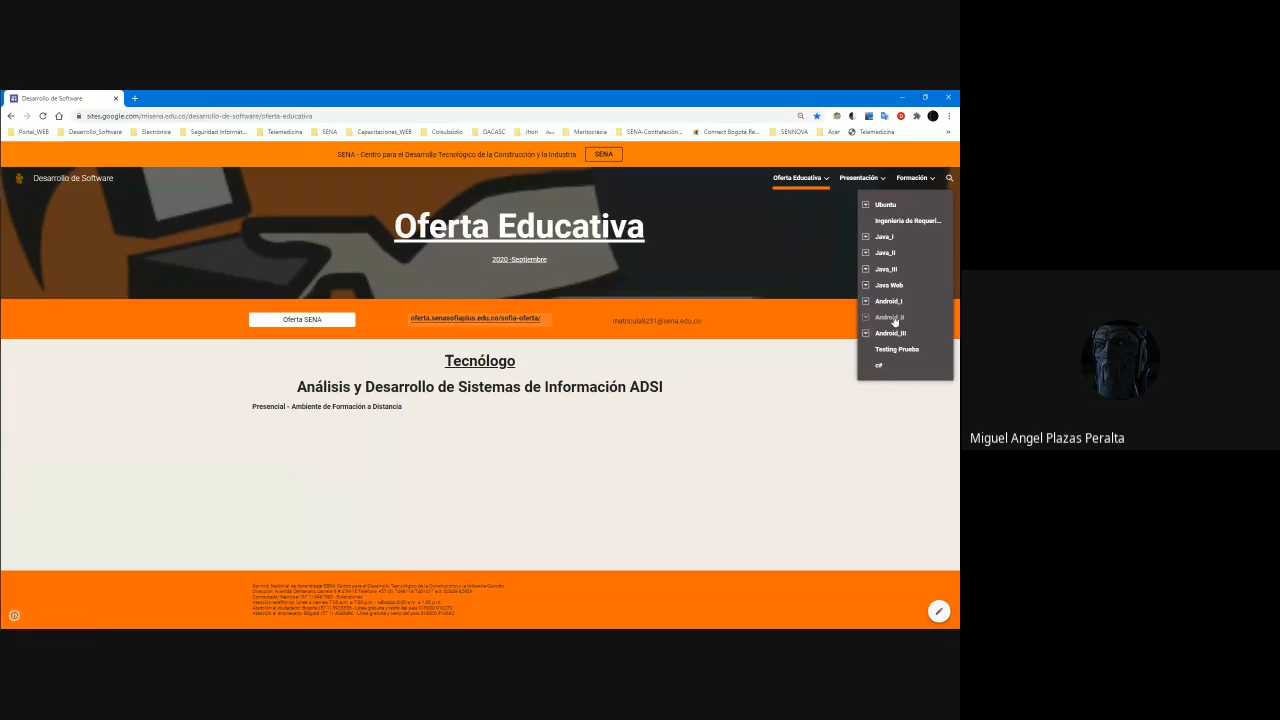 Desarrollo de Software
sites.google.com/misena.edu.co/desarrollo-de-software/oferta-educativa
Portal_WEB
Desarrollo_Software
Electrónica
Seguridad Informát...
Telemedicina
SENA
Capacitaciones_WEB
Colsubsidio
DACASC
Jhon
Meritocracia
SENA-Contratación...
Connect Bogotá Re...
SENNOVA
Acer
Telemedicina
»
SENA - Centro para el Desarrollo Tecnológico de la Construcción y la Industria
SENA
Desarrollo de Software
Oferta Educativa
Presentación
Formación
Ubuntu
Ingeniería de Requeri...
Java_I
Java_II
Java_III
Java Web
Android_I
Android_II
Android_III
Testing Prueba
c#
Oferta Educativa
2020 -Septiembre
Oferta SENA
oferta.senasofiaplus.edu.co/sofia-oferta/
matricula9231@sena.edu.co
Tecnólogo
Análisis y Desarrollo de Sistemas de Información ADSI
Presencial - Ambiente de Formación a Distancia
Miguel Angel Plazas Peralta